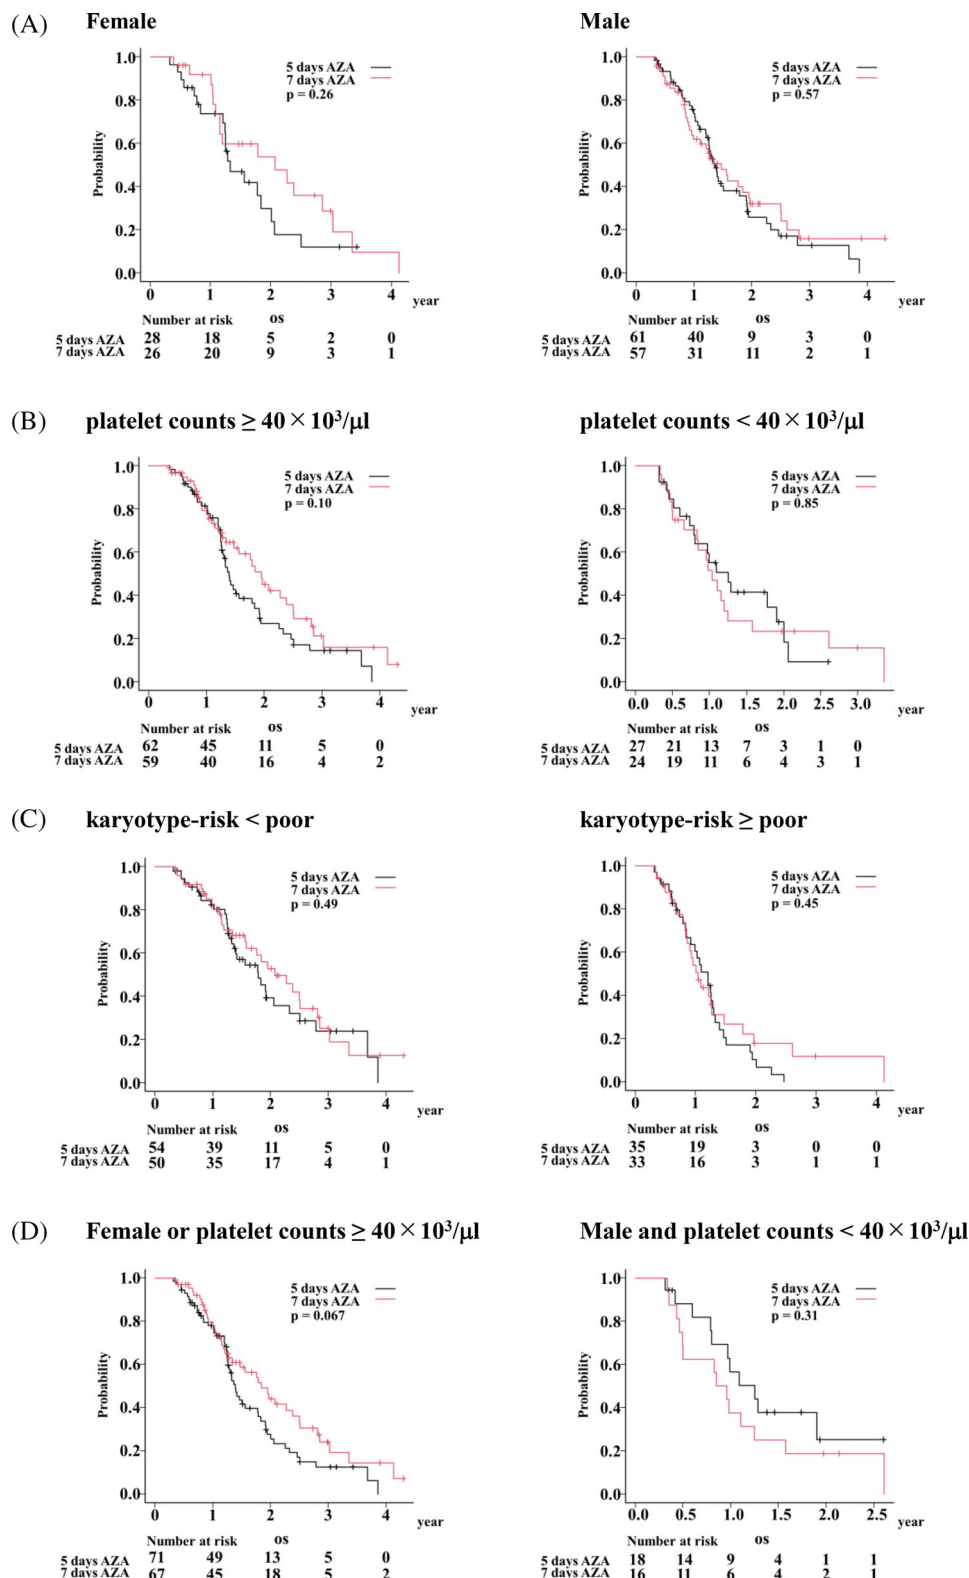 (A) Female Male
1.0 0.8 0.6 0.4 0.2 0.0
Probability
5 days AZA
7 days AZA
p = 0.26
0 1 2 3 4 year
Number at risk os
5 days AZA 28 18 5 2 0
7 days AZA 26 20 9 3 1
1.0 0.8 0.6 0.4 0.2 0.0
Probability
5 days AZA
7 days AZA
p = 0.57
0 1 2 3 4 year
Number at risk os
5 days AZA 61 40 9 3 0
7 days AZA 57 31 11 2 1
(B) platelet counts ≥ 40×10³/μl platelet counts < 40×10³/μl
1.0 0.8 0.6 0.4 0.2 0.0
Probability
5 days AZA
7 days AZA
p = 0.10
0 1 2 3 4 year
Number at risk os
5 days AZA 62 45 11 5 0
7 days AZA 59 40 16 4 2
1.0 0.8 0.6 0.4 0.2 0.0
Probability
5 days AZA
7 days AZA
p = 0.85
0.0 0.5 1.0 1.5 2.0 2.5 3.0 year
Number at risk os
5 days AZA 27 21 13 7 3 1 0
7 days AZA 24 19 11 6 4 3 1
(C) karyotype-risk < poor karyotype-risk ≥ poor
1.0 0.8 0.6 0.4 0.2 0.0
Probability
5 days AZA
7 days AZA
p = 0.49
0 1 2 3 4 year
Number at risk os
5 days AZA 54 39 11 5 0
7 days AZA 50 35 17 4 1
1.0 0.8 0.6 0.4 0.2 0.0
Probability
5 days AZA
7 days AZA
p = 0.45
0 1 2 3 4 year
Number at risk os
5 days AZA 35 19 3 0 0
7 days AZA 33 16 3 1 1
(D) Female or platelet counts ≥ 40×10³/μl Male and platelet counts < 40×10³/μl
1.0 0.8 0.6 0.4 0.2 0.0
Probability
5 days AZA
7 days AZA
p = 0.067
0 1 2 3 4 year
Number at risk os
5 days AZA 71 49 13 5 0
7 days AZA 67 45 18 5 2
1.0 0.8 0.6 0.4 0.2 0.0
Probability
5 days AZA
7 days AZA
p = 0.31
0.0 0.5 1.0 1.5 2.0 2.5 year
Number at risk os
5 days AZA 18 14 9 4 1 1
7 days AZA 16 11 6 4 2 1